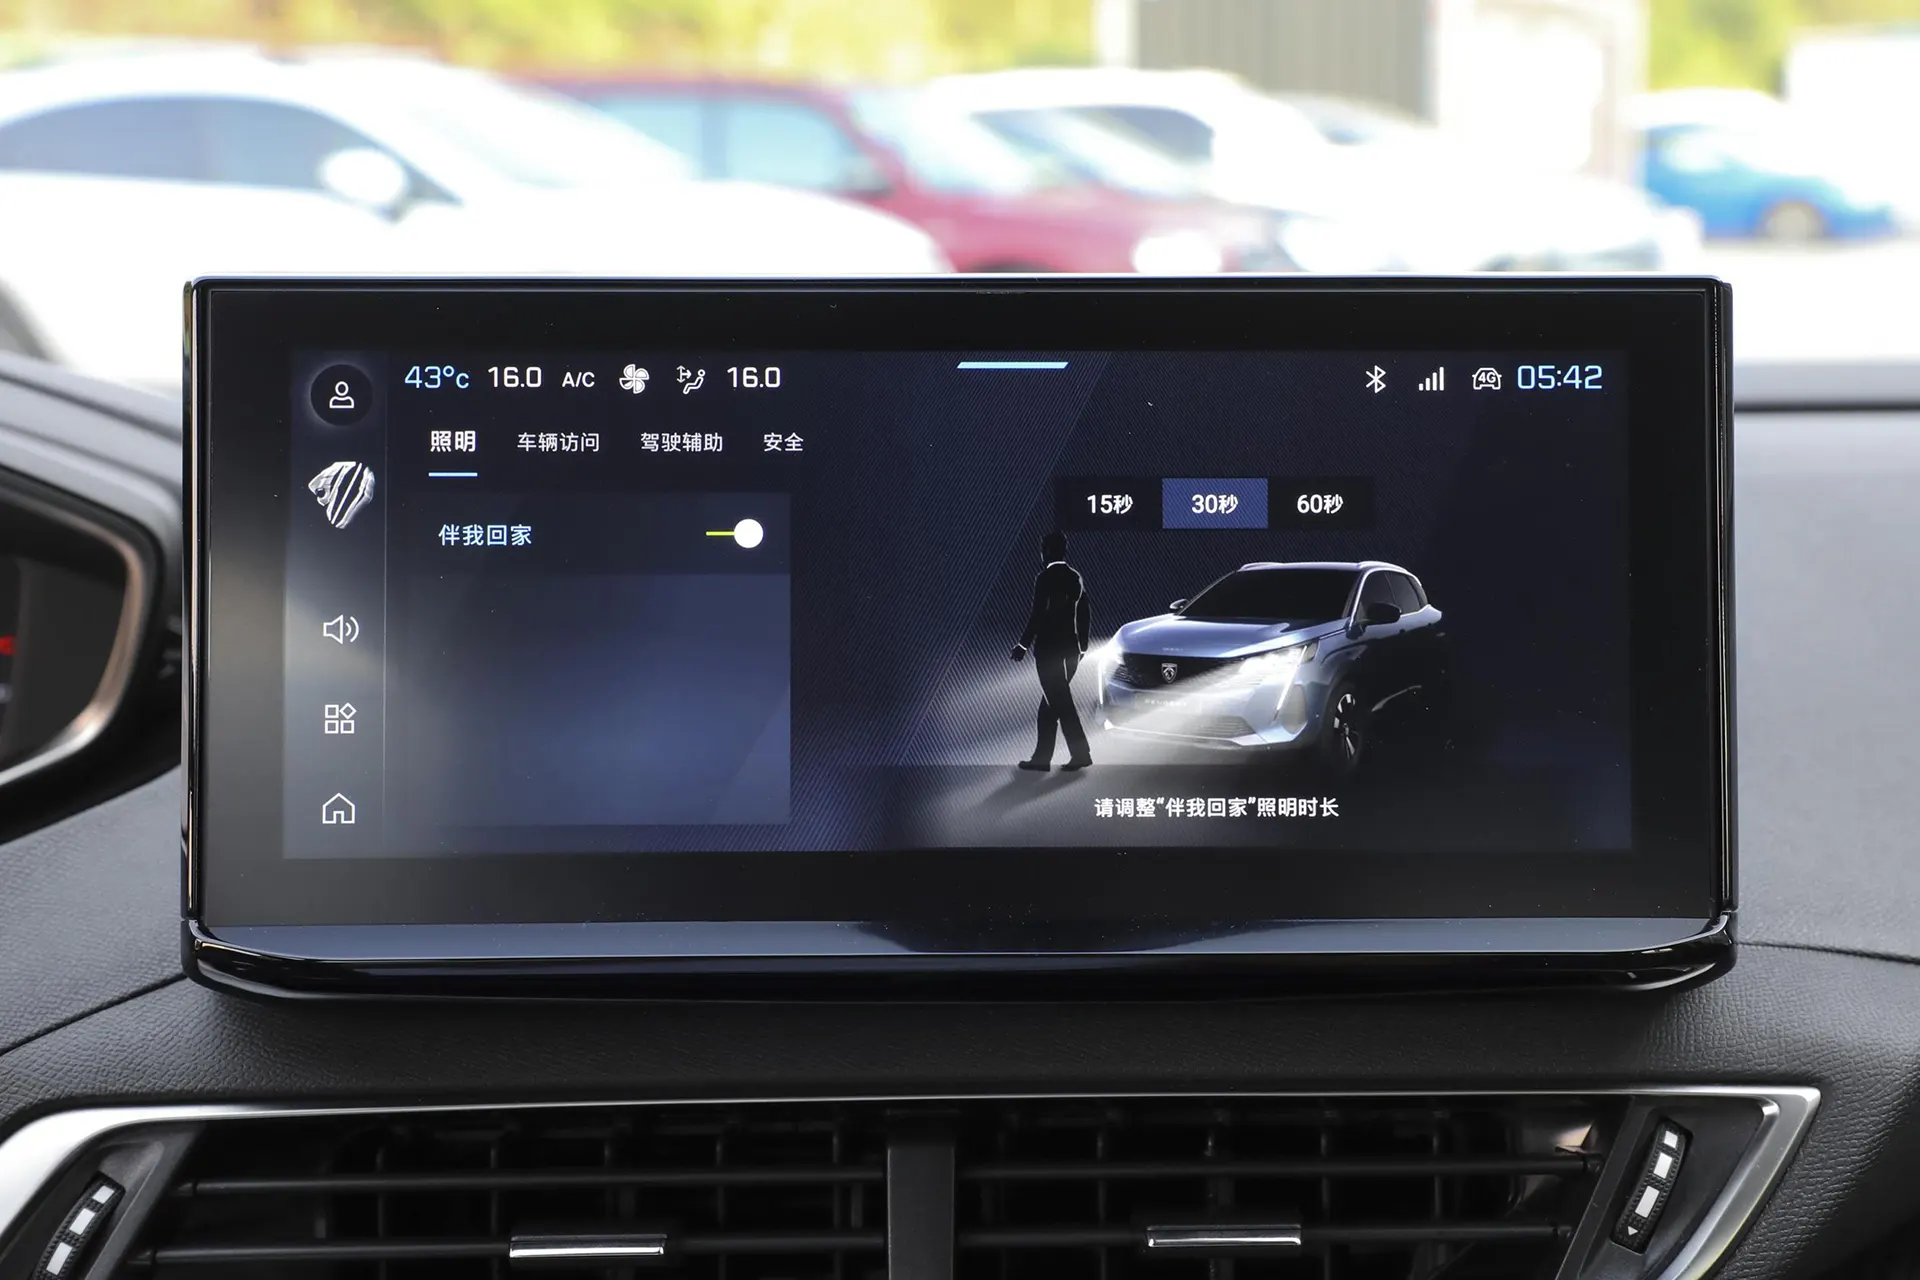 43°c 16.0 A/C 16.0 4G 05:42
照明 车辆访问 驾驶辅助 安全
15秒 30秒 60秒
伴我回家
请调整“伴我回家”照明时长